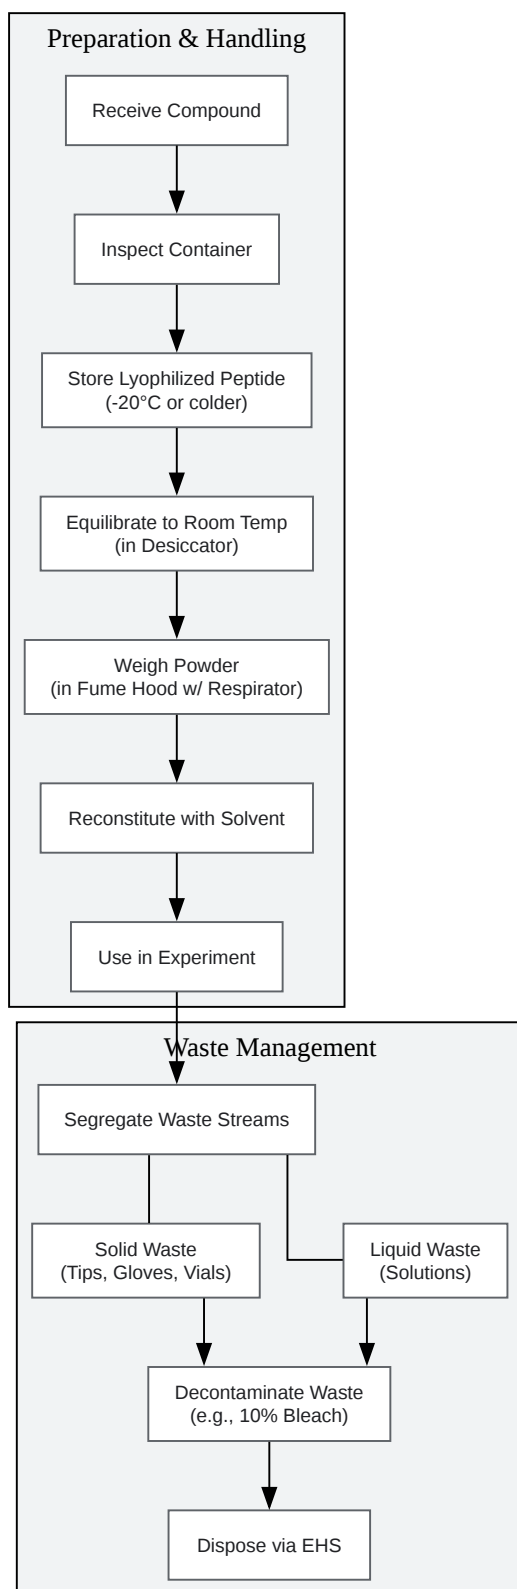 Preparation & Handling
Receive Compound
Inspect Container
Store Lyophilized Peptide
(-20°C or colder)
Equilibrate to Room Temp
(in Desiccator)
Weigh Powder
(in Fume Hood w/ Respirator)
Reconstitute with Solvent
Use in Experiment
Waste Management
Segregate Waste Streams
Solid Waste
(Tips, Gloves, Vials)
Liquid Waste
(Solutions)
Decontaminate Waste
(e.g., 10% Bleach)
Dispose via EHS